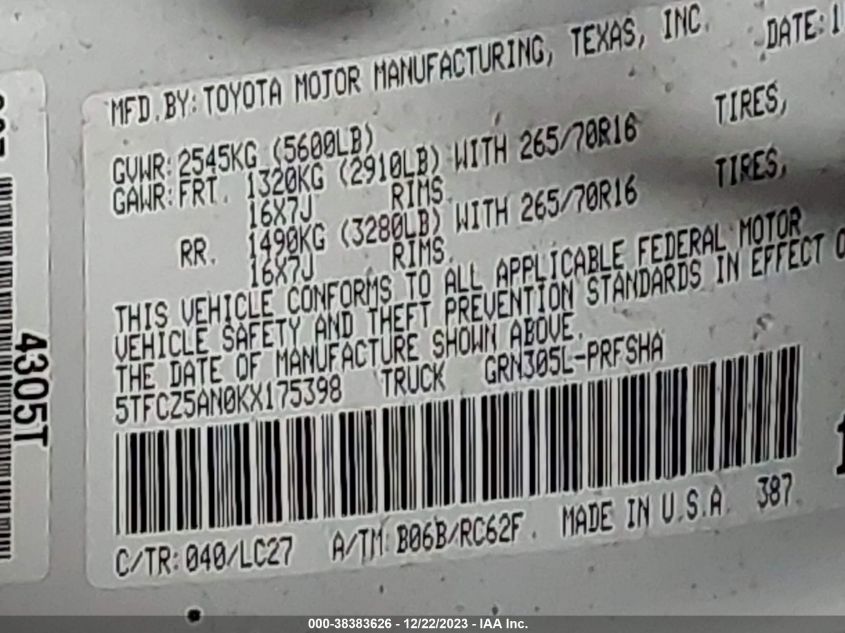 MFD.BY: TOYOTA MOTOR MANUFACTURING, TEXAS, INC. DATE:1
GVWR: 2545KG (5600LB)
GAWR: FRT. 1320KG (2910LB) WITH 265/70R16 TIRES,
16X7J RIMS.
RR. 1490KG (3280LB) WITH 265/70R16 TIRES,
16X7J RIMS.
THIS VEHICLE CONFORMS TO ALL APPLICABLE FEDERAL MOTOR
VEHICLE SAFETY AND THEFT PREVENTION STANDARDS IN EFFECT O
THE DATE OF MANUFACTURE SHOWN ABOVE.
5TFCZ5AN0KX175398 TRUCK GRN305L-PRFSHA
C/TR: 040/LC27 A/TM: B06B/RC62F. MADE IN U.S.A. 387
4305T
000-38383626 - 12/22/2023 - IAA Inc.